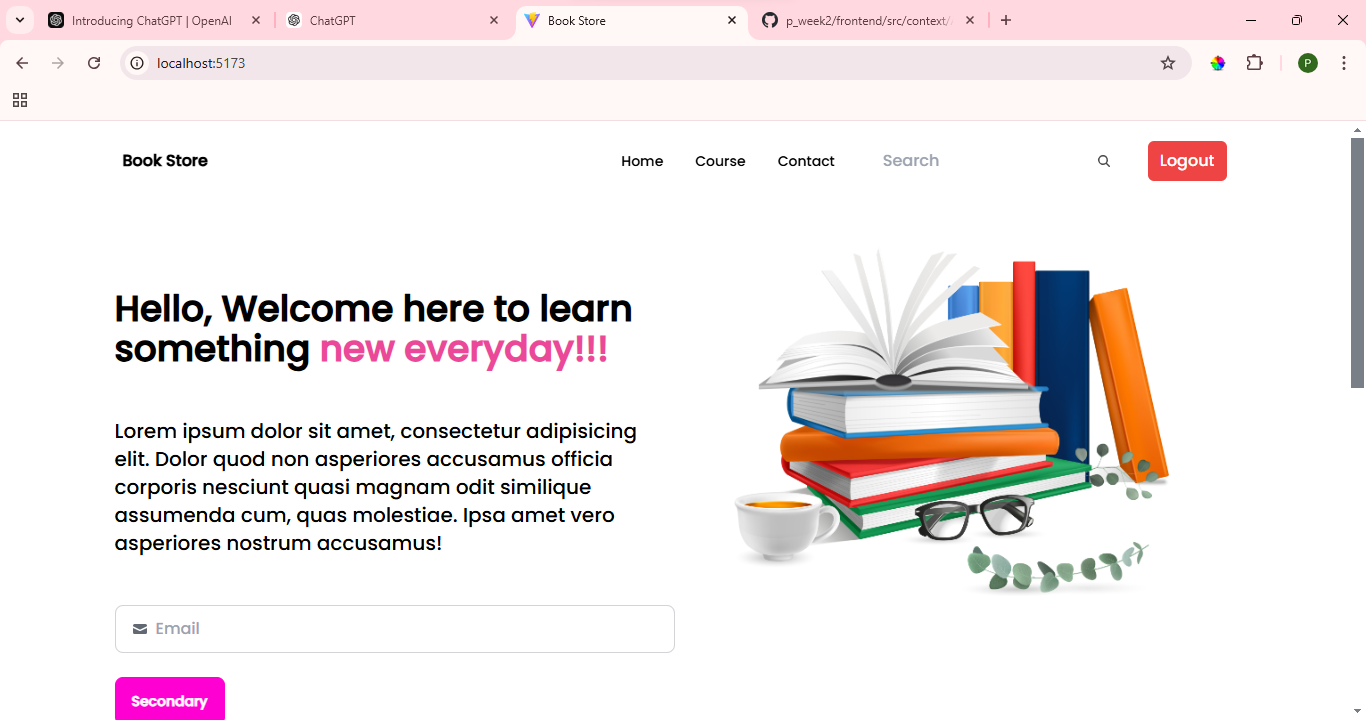 Introducing ChatGPT | OpenAI
ChatGPT
Book Store
p_week2/frontend/src/context/
localhost:5173
P
Book Store
Home
Course
Contact
Search
Logout
Hello, Welcome here to learn
something new everyday!!!
Lorem ipsum dolor sit amet, consectetur adipisicing
elit. Dolor quod non asperiores accusamus officia
corporis nesciunt quasi magnam odit similique
assumenda cum, quas molestiae. Ipsa amet vero
asperiores nostrum accusamus!
Email
Secondary